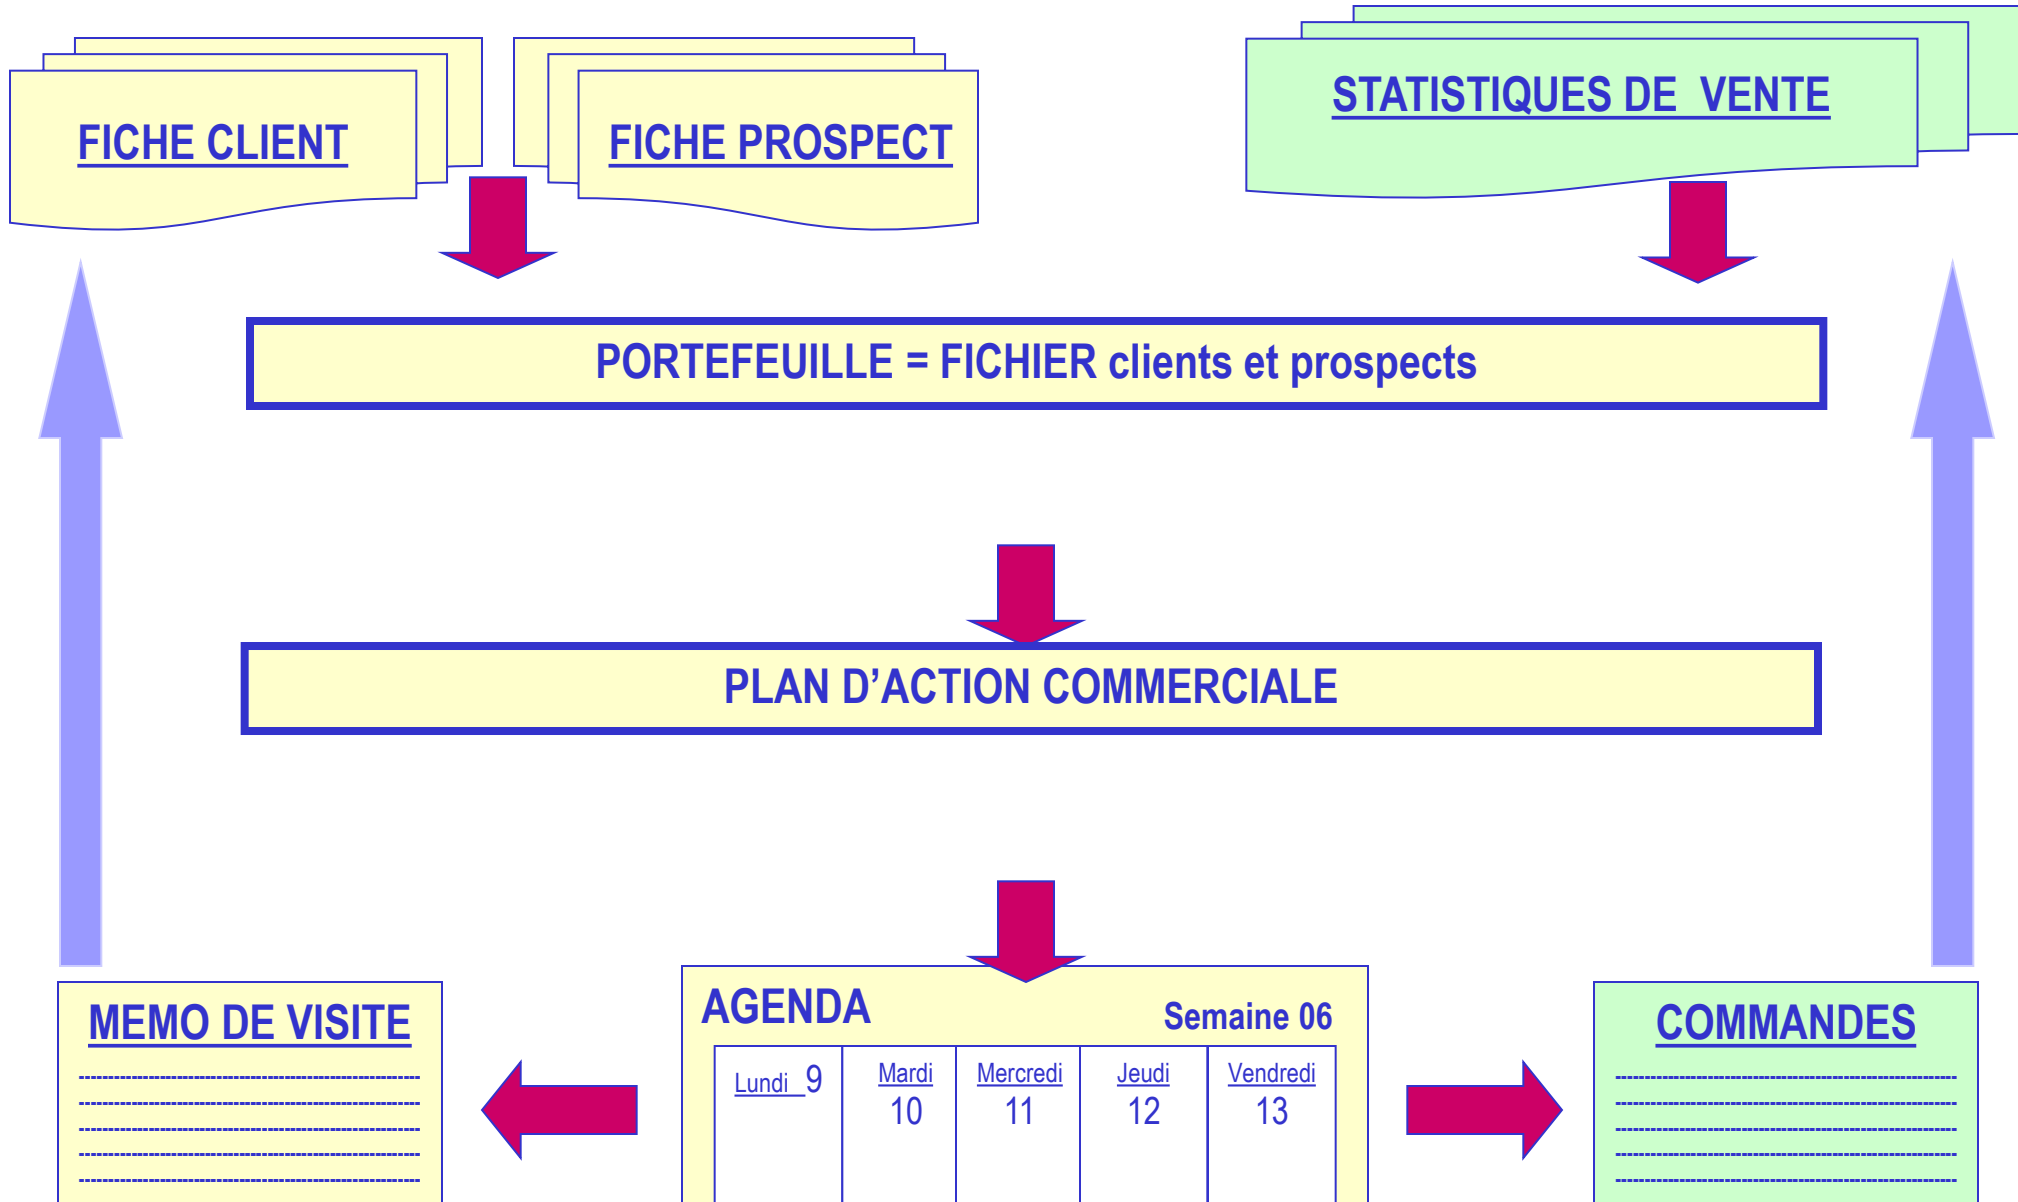 FICHE CLIENT
FICHE PROSPECT
STATISTIQUES DE  VENTE
PORTEFEUILLE = FICHIER clients et prospects
PLAN D’ACTION COMMERCIALE
MEMO DE VISITE
AGENDA
Semaine 06
Lundi 9
Mardi
10
Mercredi
11
Jeudi
12
Vendredi
13
COMMANDES